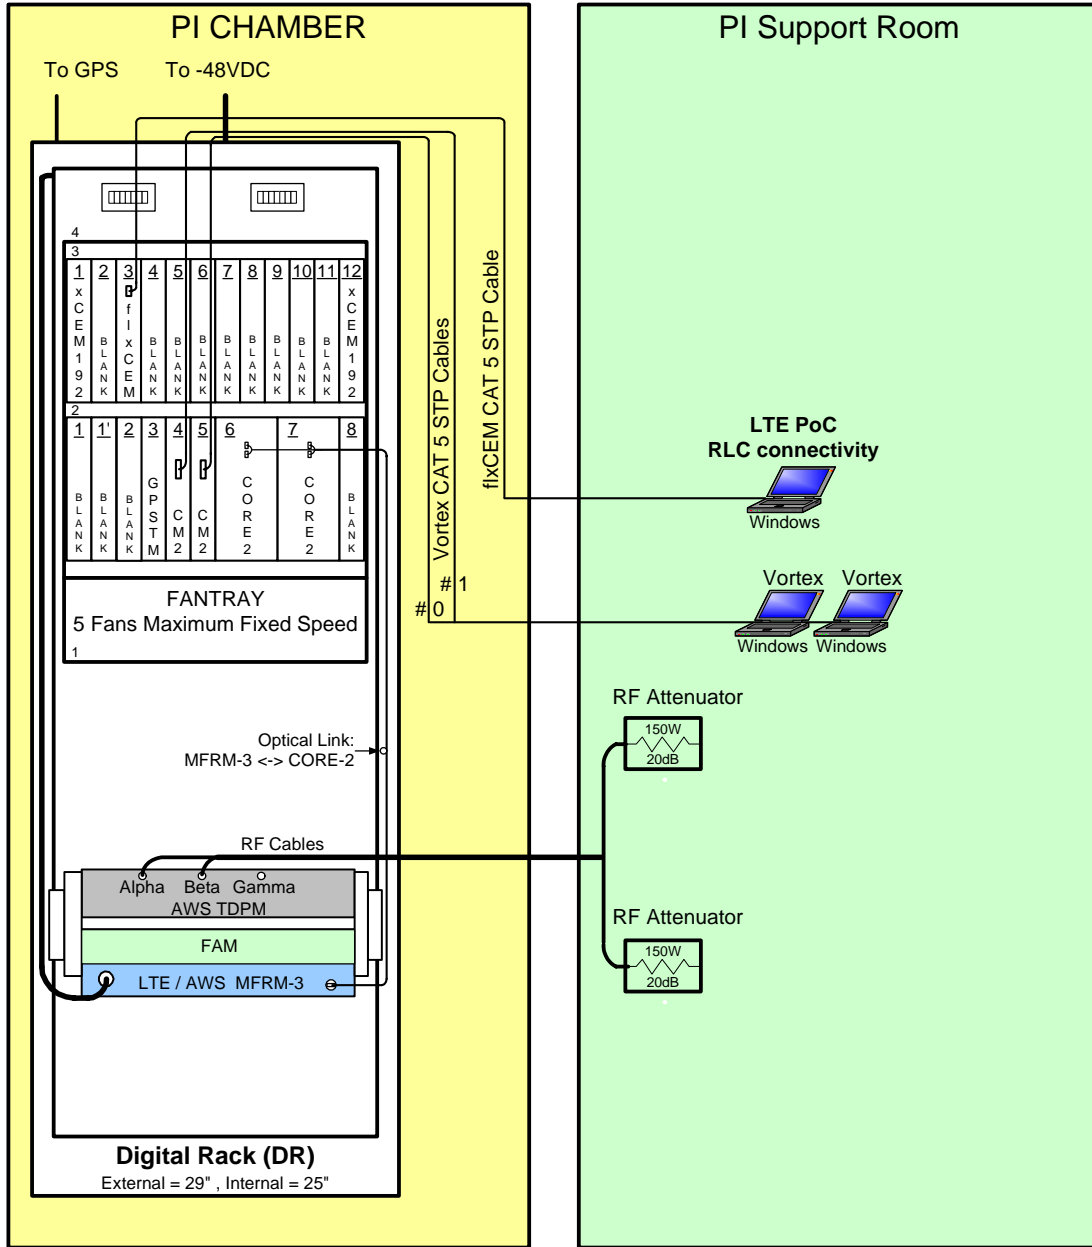 PI CHAMBER
PI Support Room
To GPS
To -48VDC
4
3
1 2 3 4 5 6 7 8 9 10 11 12
xCEM192
BLANK
flxCEM
BLANK
BLANK
BLANK
BLANK
BLANK
BLANK
BLANK
BLANK
xCEM192
2
1 1' 2 3 4 5 6 7 8
BLANK
BLANK
BLANK
GPSTM
CM2
CM2
CORE2
CORE2
BLANK
FANTRAY
5 Fans Maximum Fixed Speed
1
Vortex CAT 5 STP Cables
flxCEM CAT 5 STP Cable
#1
#0
LTE PoC
RLC connectivity
Windows
Vortex Vortex
Windows Windows
Optical Link:
MFRM-3 <-> CORE-2
RF Attenuator
150W
20dB
RF Cables
Alpha Beta Gamma
AWS TDPM
FAM
LTE / AWS MFRM-3
RF Attenuator
150W
20dB
Digital Rack (DR)
External = 29" , Internal = 25"